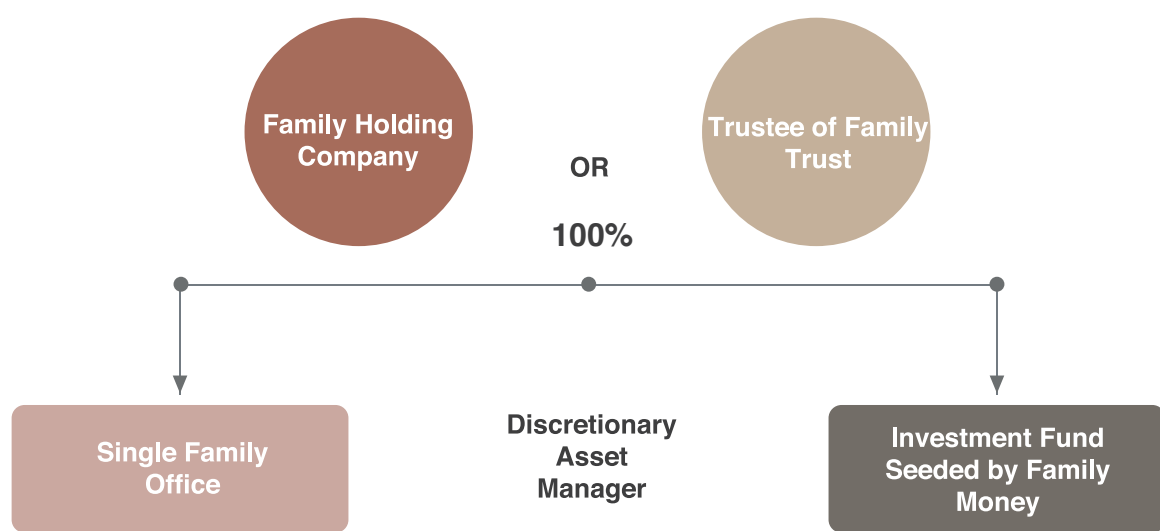 Family Holding
Company
OR
Trustee of Family
Trust
100%
Single Family
Office
Discretionary
Asset
Manager
Investment Fund
Seeded by Family
Money